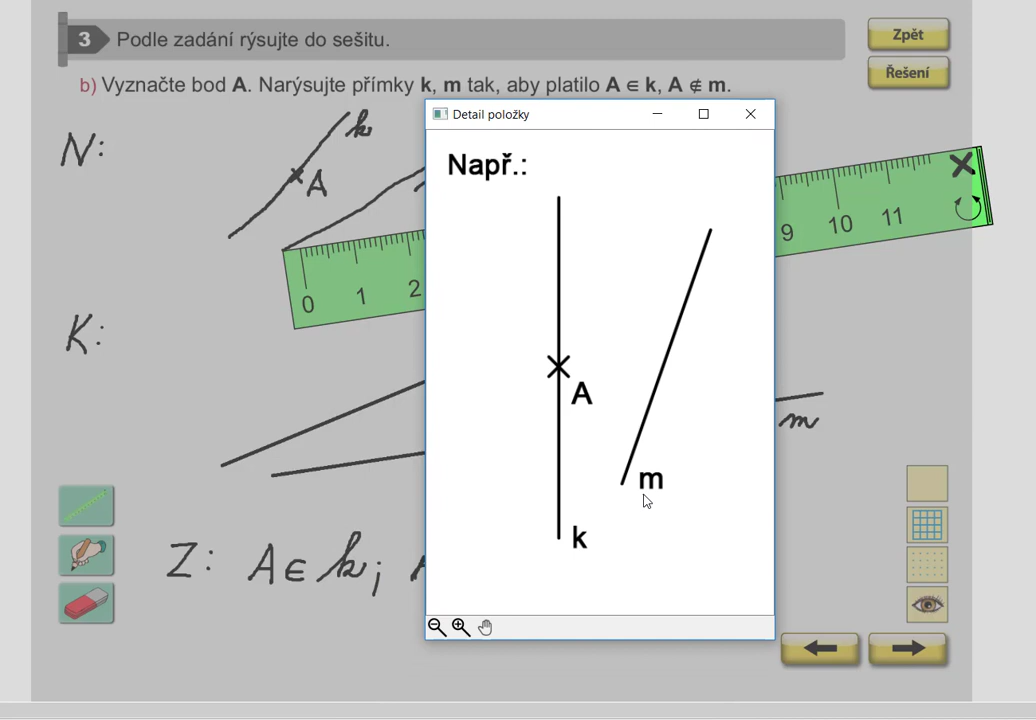 3 Podle zadání rýsujte do sešitu.
Zpět
Řešení
b) Vyznačte bod A. Narýsujte přímky k, m tak, aby platilo A ∈ k, A ∉ m.
Detail položky
N:
k
A
Např.:
0 1 2
9 10 11
K:
A
m
m
k
Z: A∈ k;